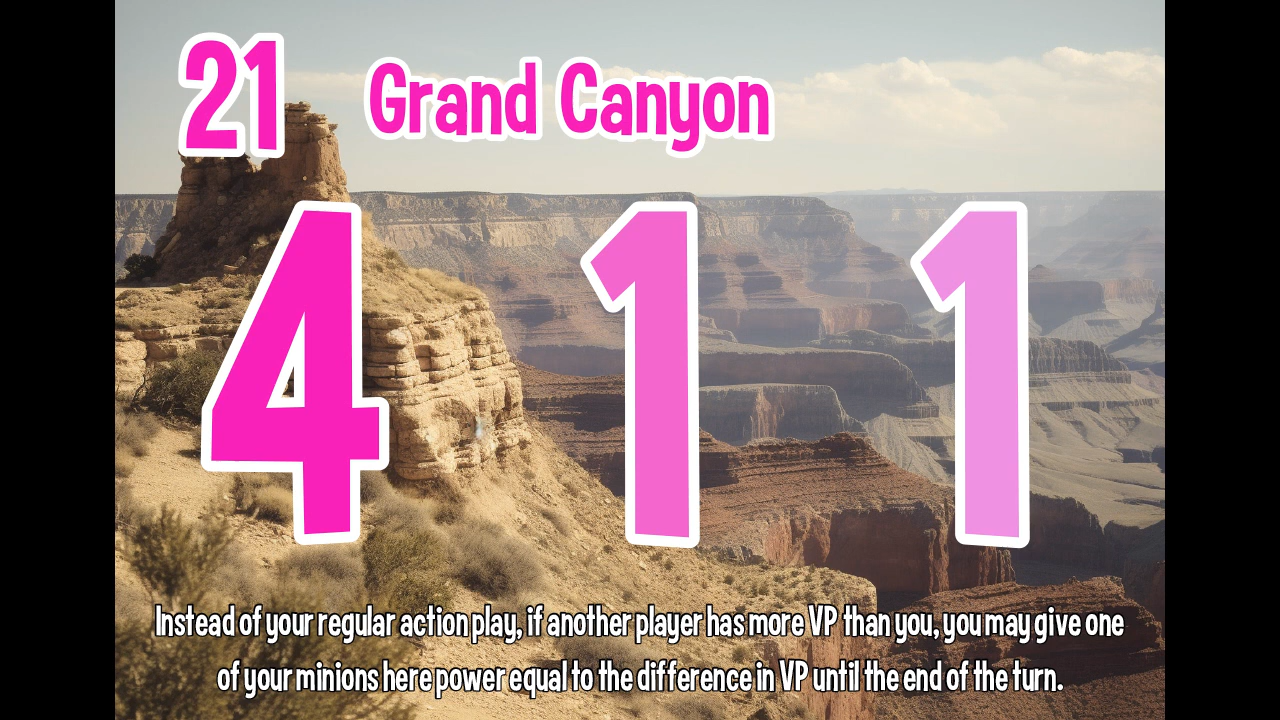 21 Grand Canyon
4 1 1
Instead of your regular action play, if another player has more VP than you, you may give one
of your minions here power equal to the difference in VP until the end of the turn.